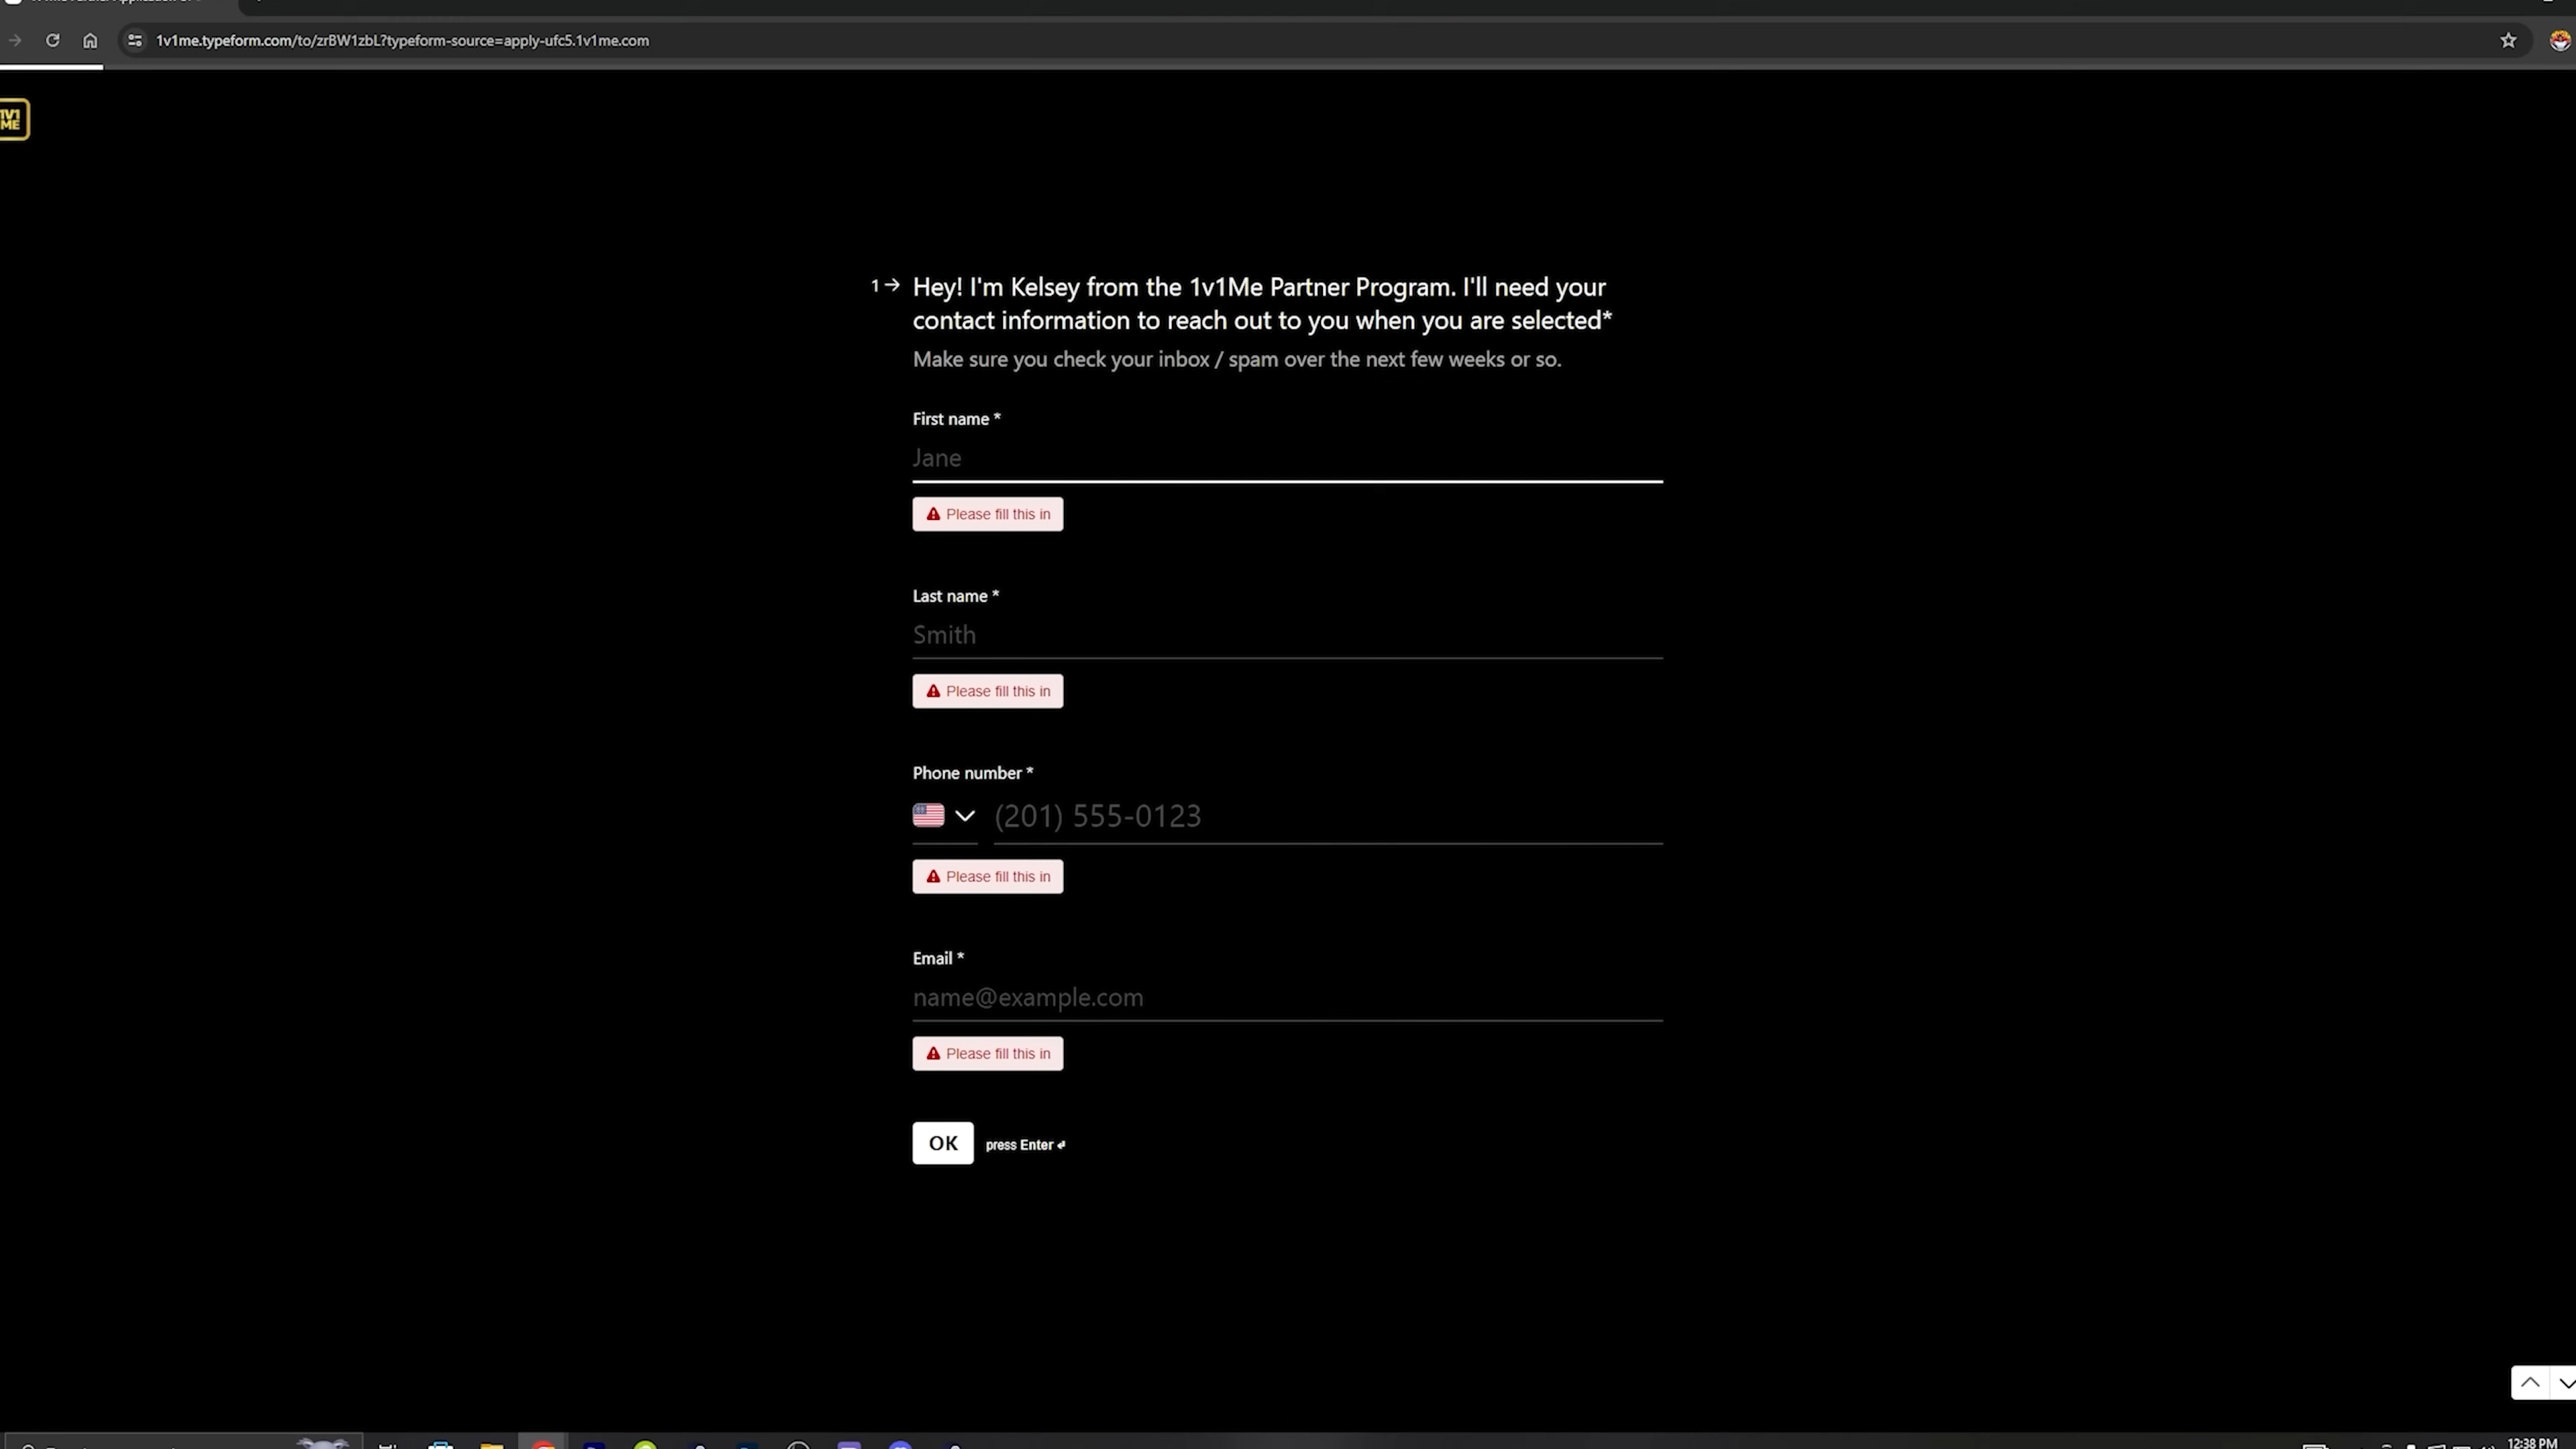 1v1me.typeform.com/to/zrBW1zbL?typeform-source=apply-ufc5.1v1me.com
1V1
ME
1→ Hey! I'm Kelsey from the 1v1Me Partner Program. I'll need your
contact information to reach out to you when you are selected*
Make sure you check your inbox / spam over the next few weeks or so.
First name *
Jane
Please fill this in
Last name *
Smith
Please fill this in
Phone number *
(201) 555-0123
Please fill this in
Email *
name@example.com
Please fill this in
OK press Enter ↵
12:38 PM